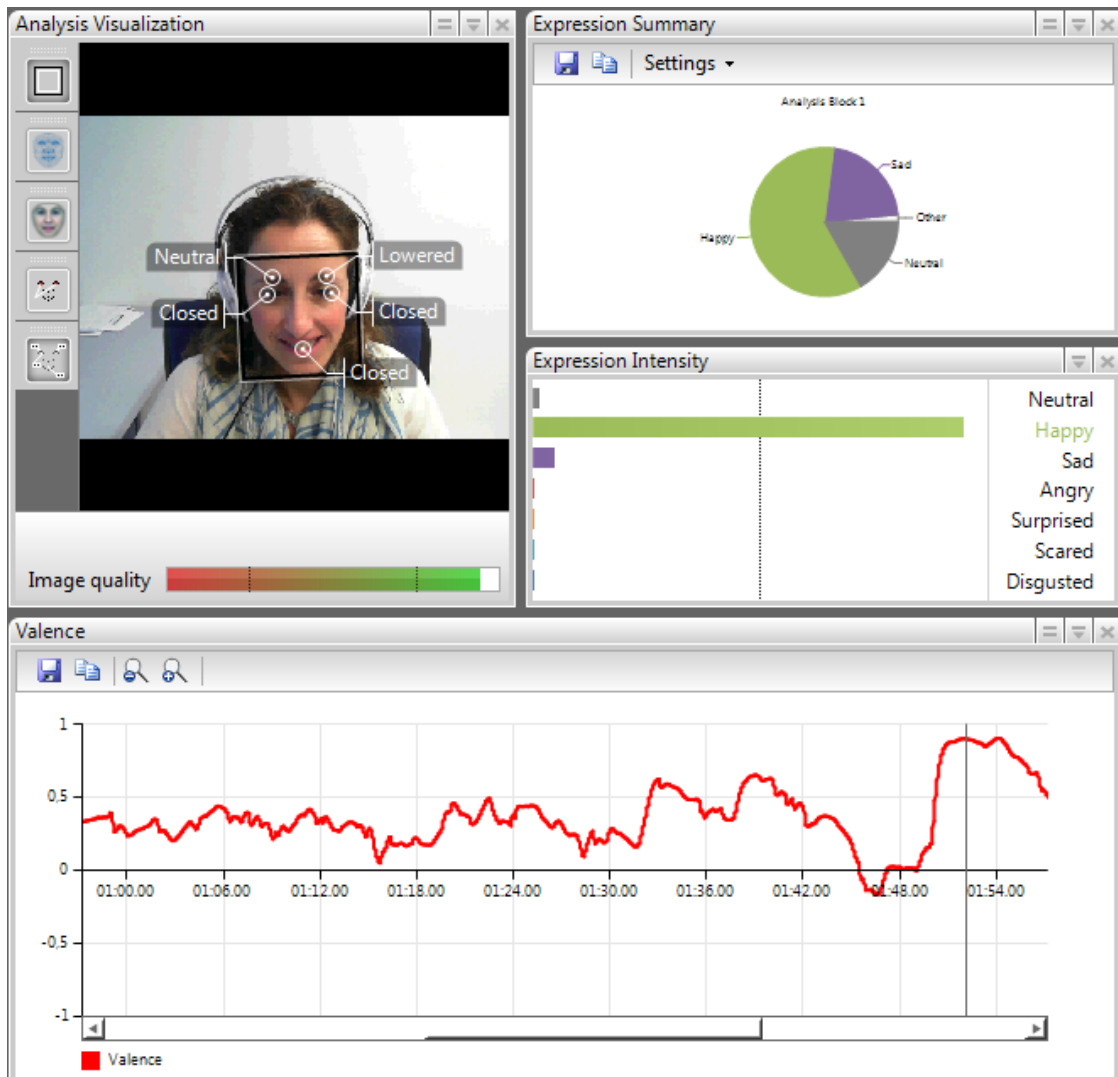 Analysis Visualization
Neutral
Lowered
Closed
Closed
Closed
Image quality
Expression Summary
Settings
Analysis Block 1
Sad
Other
Happy
Neutral
Expression Intensity
Neutral
Happy
Sad
Angry
Surprised
Scared
Disgusted
Valence
1
0,5
0
-0,5
-1
01:00.00 01:06.00 01:12.00 01:18.00 01:24.00 01:30.00 01:36.00 01:42.00 01:48.00 01:54.00
Valence